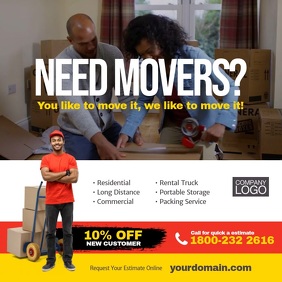 NEED MOVERS?
You like to move it, we like to move it!
• Residential
• Long Distance
• Commercial
• Rental Truck
• Portable Storage
• Packing Service
COMPANY
LOGO
10% OFF
NEW CUSTOMER
Call for quick a estimate
1800-232 2616
Request Your Estimate Online
yourdomain.com